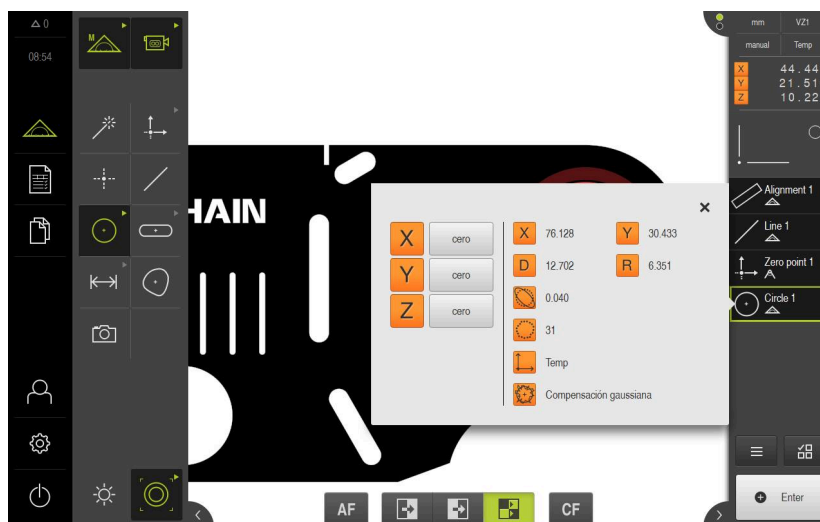 0
08:54
M
HAIN
mm VZ1
manual Temp
X 44.44
Y 21.51
Z 10.22
Alignment 1
Line 1
Zero point 1
Circle 1
X cero
Y cero
Z cero
X 76.128 Y 30.433
D 12.702 R 6.351
0.040
31
Temp
Compensación gaussiana
AF CF
Enter